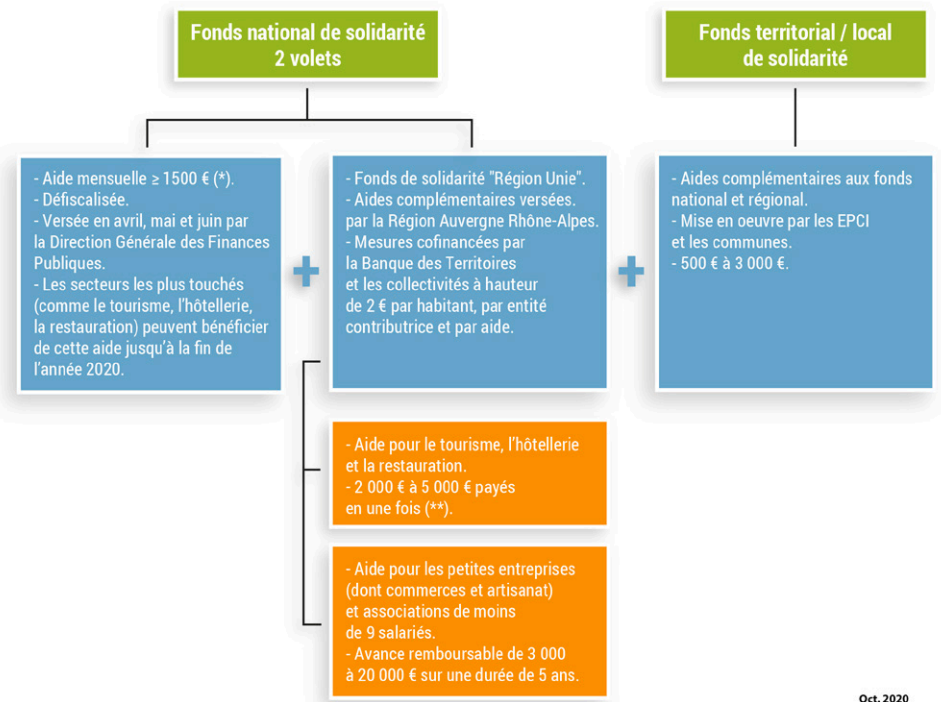 Fonds national de solidarité
2 volets
Fonds territorial / local
de solidarité
- Aide mensuelle ≥ 1500 € (*).
- Défiscalisée.
- Versée en avril, mai et juin par
la Direction Générale des Finances
Publiques.
- Les secteurs les plus touchés
(comme le tourisme, l'hôtellerie,
la restauration) peuvent bénéficier
de cette aide jusqu'à la fin de
l'année 2020.
+
- Fonds de solidarité "Région Unie".
- Aides complémentaires versées.
par la Région Auvergne Rhône-Alpes.
- Mesures cofinancées par
la Banque des Territoires
et les collectivités à hauteur
de 2 € par habitant, par entité
contributrice et par aide.
+
- Aides complémentaires aux fonds
national et régional.
- Mise en oeuvre par les EPCI
et les communes.
- 500 € à 3 000 €.
- Aide pour le tourisme, l'hôtellerie
et la restauration.
- 2 000 € à 5 000 € payés
en une fois (**).
- Aide pour les petites entreprises
(dont commerces et artisanat)
et associations de moins
de 9 salariés.
- Avance remboursable de 3 000
à 20 000 € sur une durée de 5 ans.
Oct. 2020